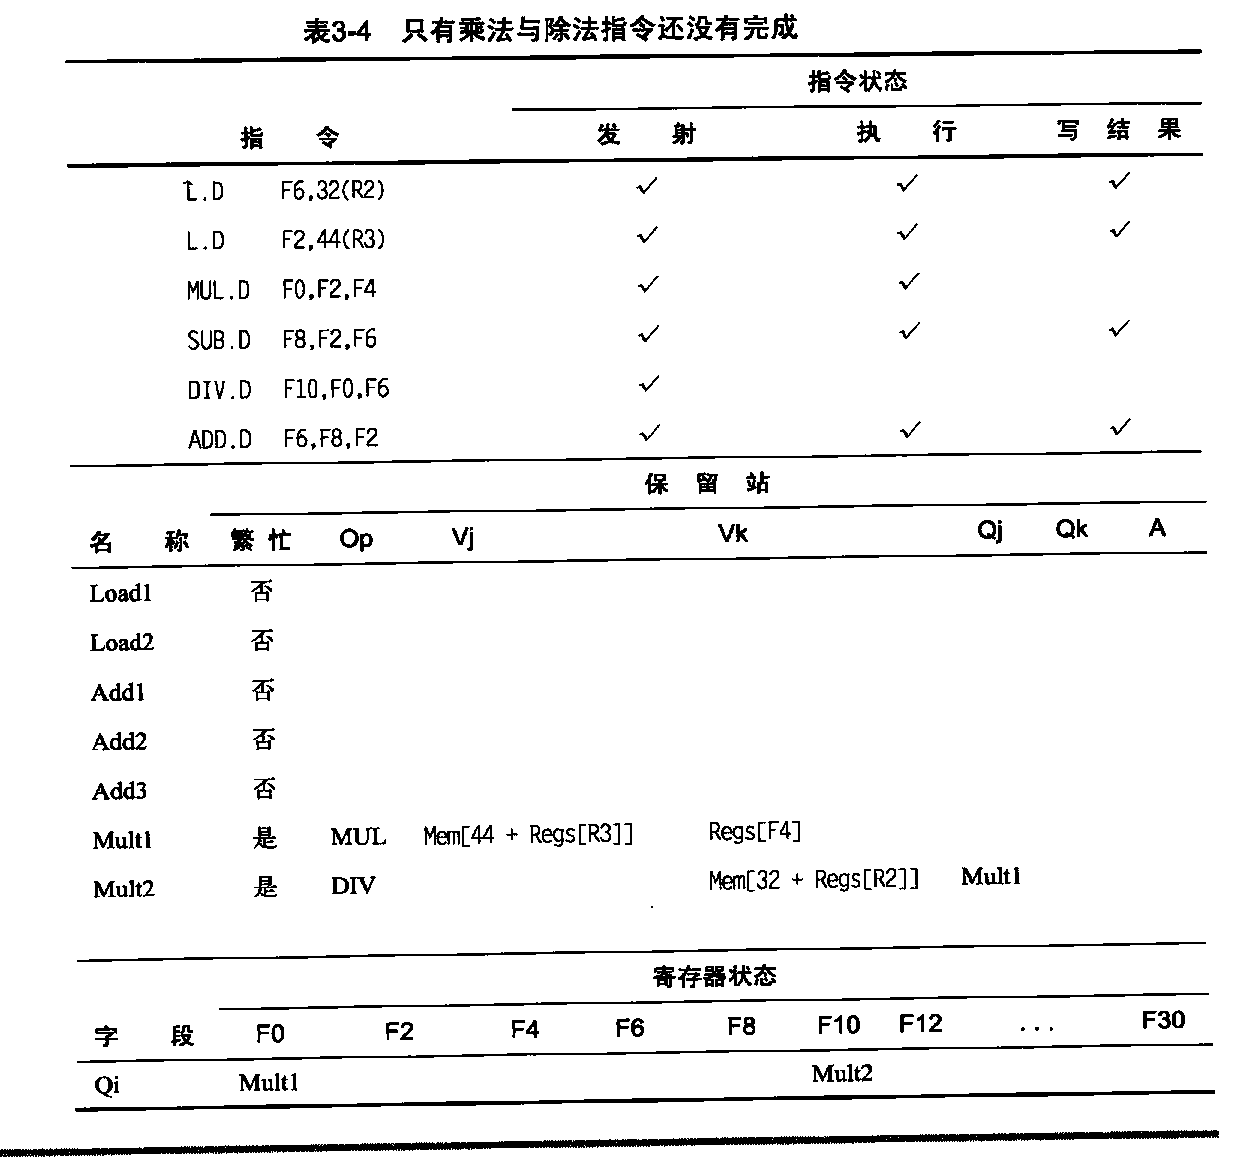 表3-4 只有乘法与除法指令还没有完成
指令状态
指 令 发 射 执 行 写 结 果
L.D F6,32(R2) ✓ ✓ ✓
L.D F2,44(R3) ✓ ✓ ✓
MUL.D F0,F2,F4 ✓ ✓
SUB.D F8,F2,F6 ✓ ✓ ✓
DIV.D F10,F0,F6 ✓
ADD.D F6,F8,F2 ✓ ✓ ✓
保 留 站
名 称 繁 忙 Op Vj Vk Qj Qk A
Load1 否
Load2 否
Add1 否
Add2 否
Add3 否
Mult1 是 MUL Mem[44 + Regs[R3]] Regs[F4]
Mult2 是 DIV Mem[32 + Regs[R2]] Mult1
寄存器状态
字 段 F0 F2 F4 F6 F8 F10 F12 ... F30
Qi Mult1 Mult2